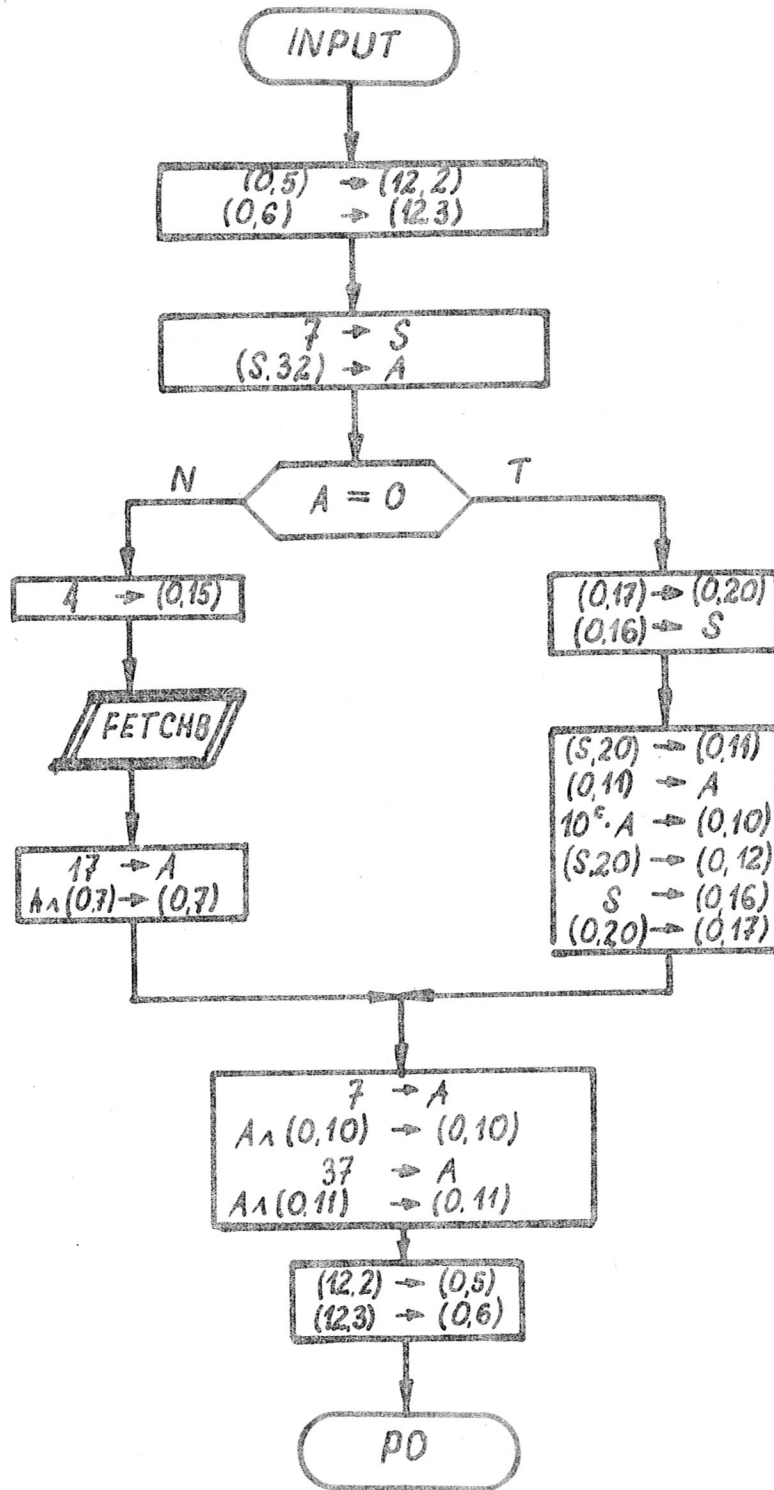 INPUT
(0,5) → (12,2)
(0,6) → (12,3)
7 → S
(S,32) → A
N
A = 0
T
4 → (0,15)
FETCHB
17 → A
A∧(0,7) → (0,7)
(0,17) → (0,20)
(0,16) → S
(S,20) → (0,11)
(0,11) → A
→ (0,10)
(S,20) → (0,12)
S → (0,16)
(0,20) → (0,17)
7 → A
A∧(0,10) → (0,10)
37 → A
A∧(0,11) → (0,11)
(12,2) → (0,5)
(12,3) → (0,6)
PO